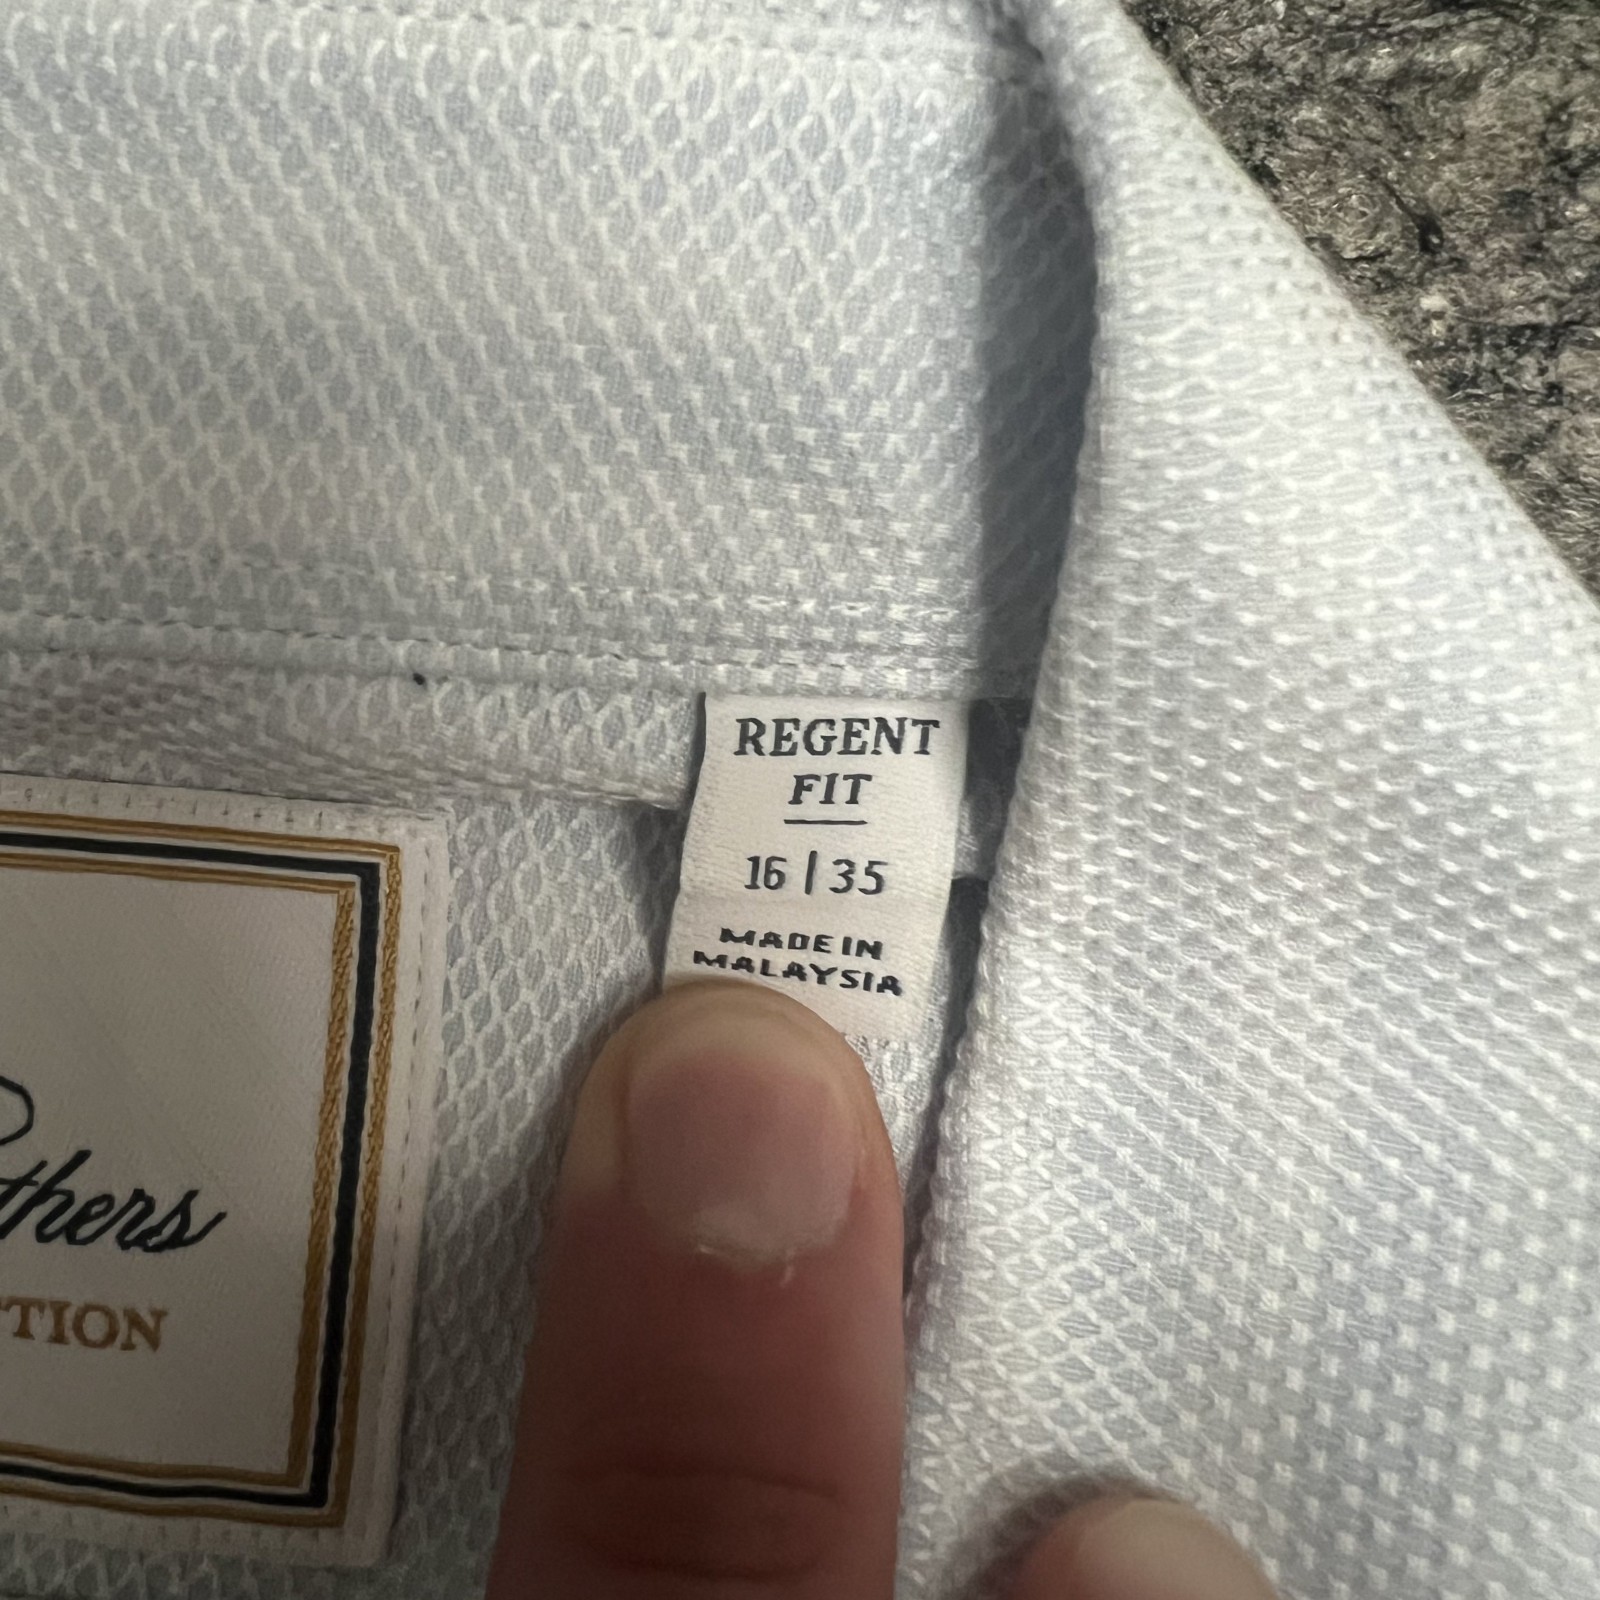 REGENT
FIT
16 | 35
MADE IN
MALAYSIA
thers
TION